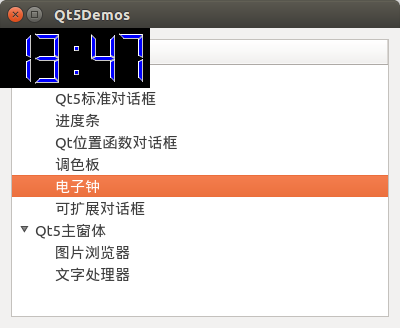 Qt5Demos
13:47
Qt5标准对话框
进度条
Qt位置函数对话框
调色板
电子钟
可扩展对话框
Qt5主窗体
图片浏览器
文字处理器